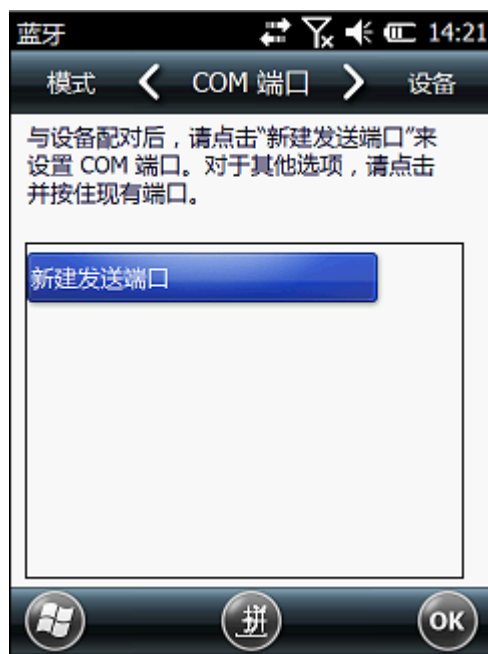 蓝牙 14:21
模式 COM 端口 设备
与设备配对后，请点击“新建发送端口”来
设置 COM 端口。对于其他选项，请点击
并按住现有端口。
新建发送端口
拼 OK